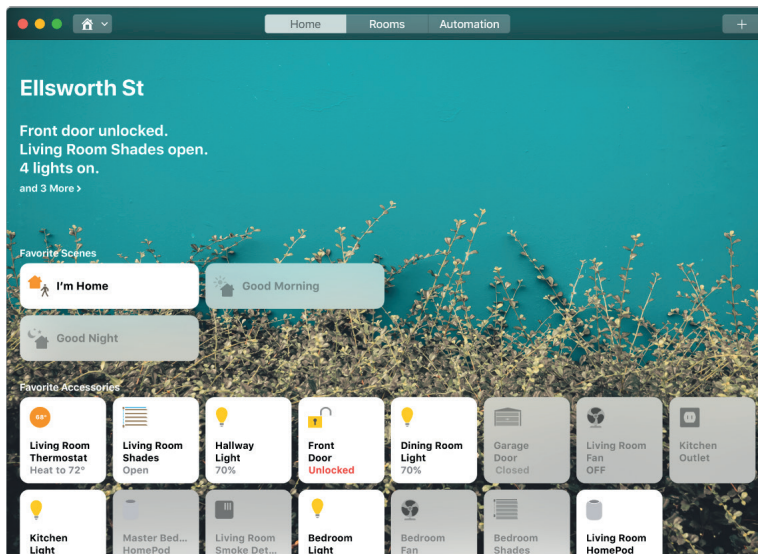 Home Rooms Automation +
Ellsworth St
Front door unlocked.
Living Room Shades open.
4 lights on.
and 3 More >
Favorite Scenes
I'm Home
Good Morning
Good Night
Favorite Accessories
68°
Living Room
Thermostat
Heat to 72°
Living Room
Shades
Open
Hallway
Light
70%
Front
Door
Unlocked
Dining Room
Light
70%
Garage
Door
Closed
Living Room
Fan
OFF
Kitchen
Outlet
Kitchen
Light
Master Bed...
HomePod
Living Room
Smoke Det...
Bedroom
Light
Bedroom
Fan
Bedroom
Shades
Living Room
HomePod